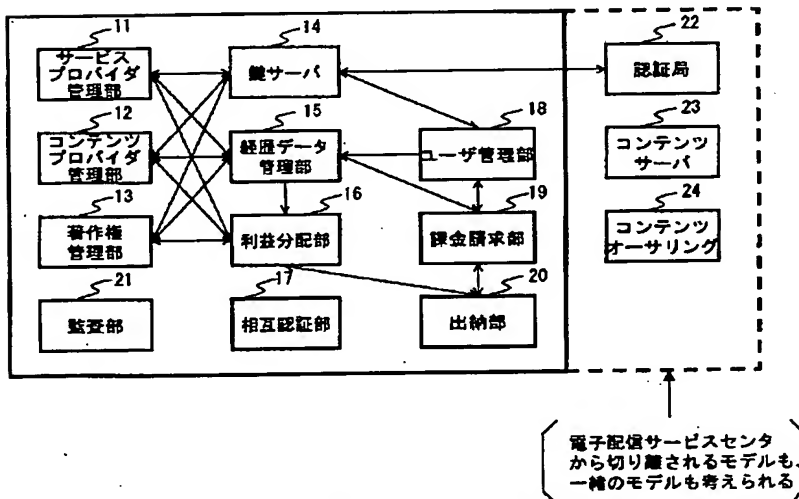 11
サービス
プロバイダ
管理部
14
鍵サーバ
22
認証局
12
コンテンツ
プロバイダ
管理部
15
経歴データ
管理部
18
ユーザ管理部
23
コンテンツ
サーバ
13
著作権
管理部
16
利益分配部
19
課金請求部
24
コンテンツ
オーサリング
21
監査部
17
相互認証部
20
出納部
電子配信サービスセンタ
から切り離されるモデルも、
一緒のモデルも考えられる